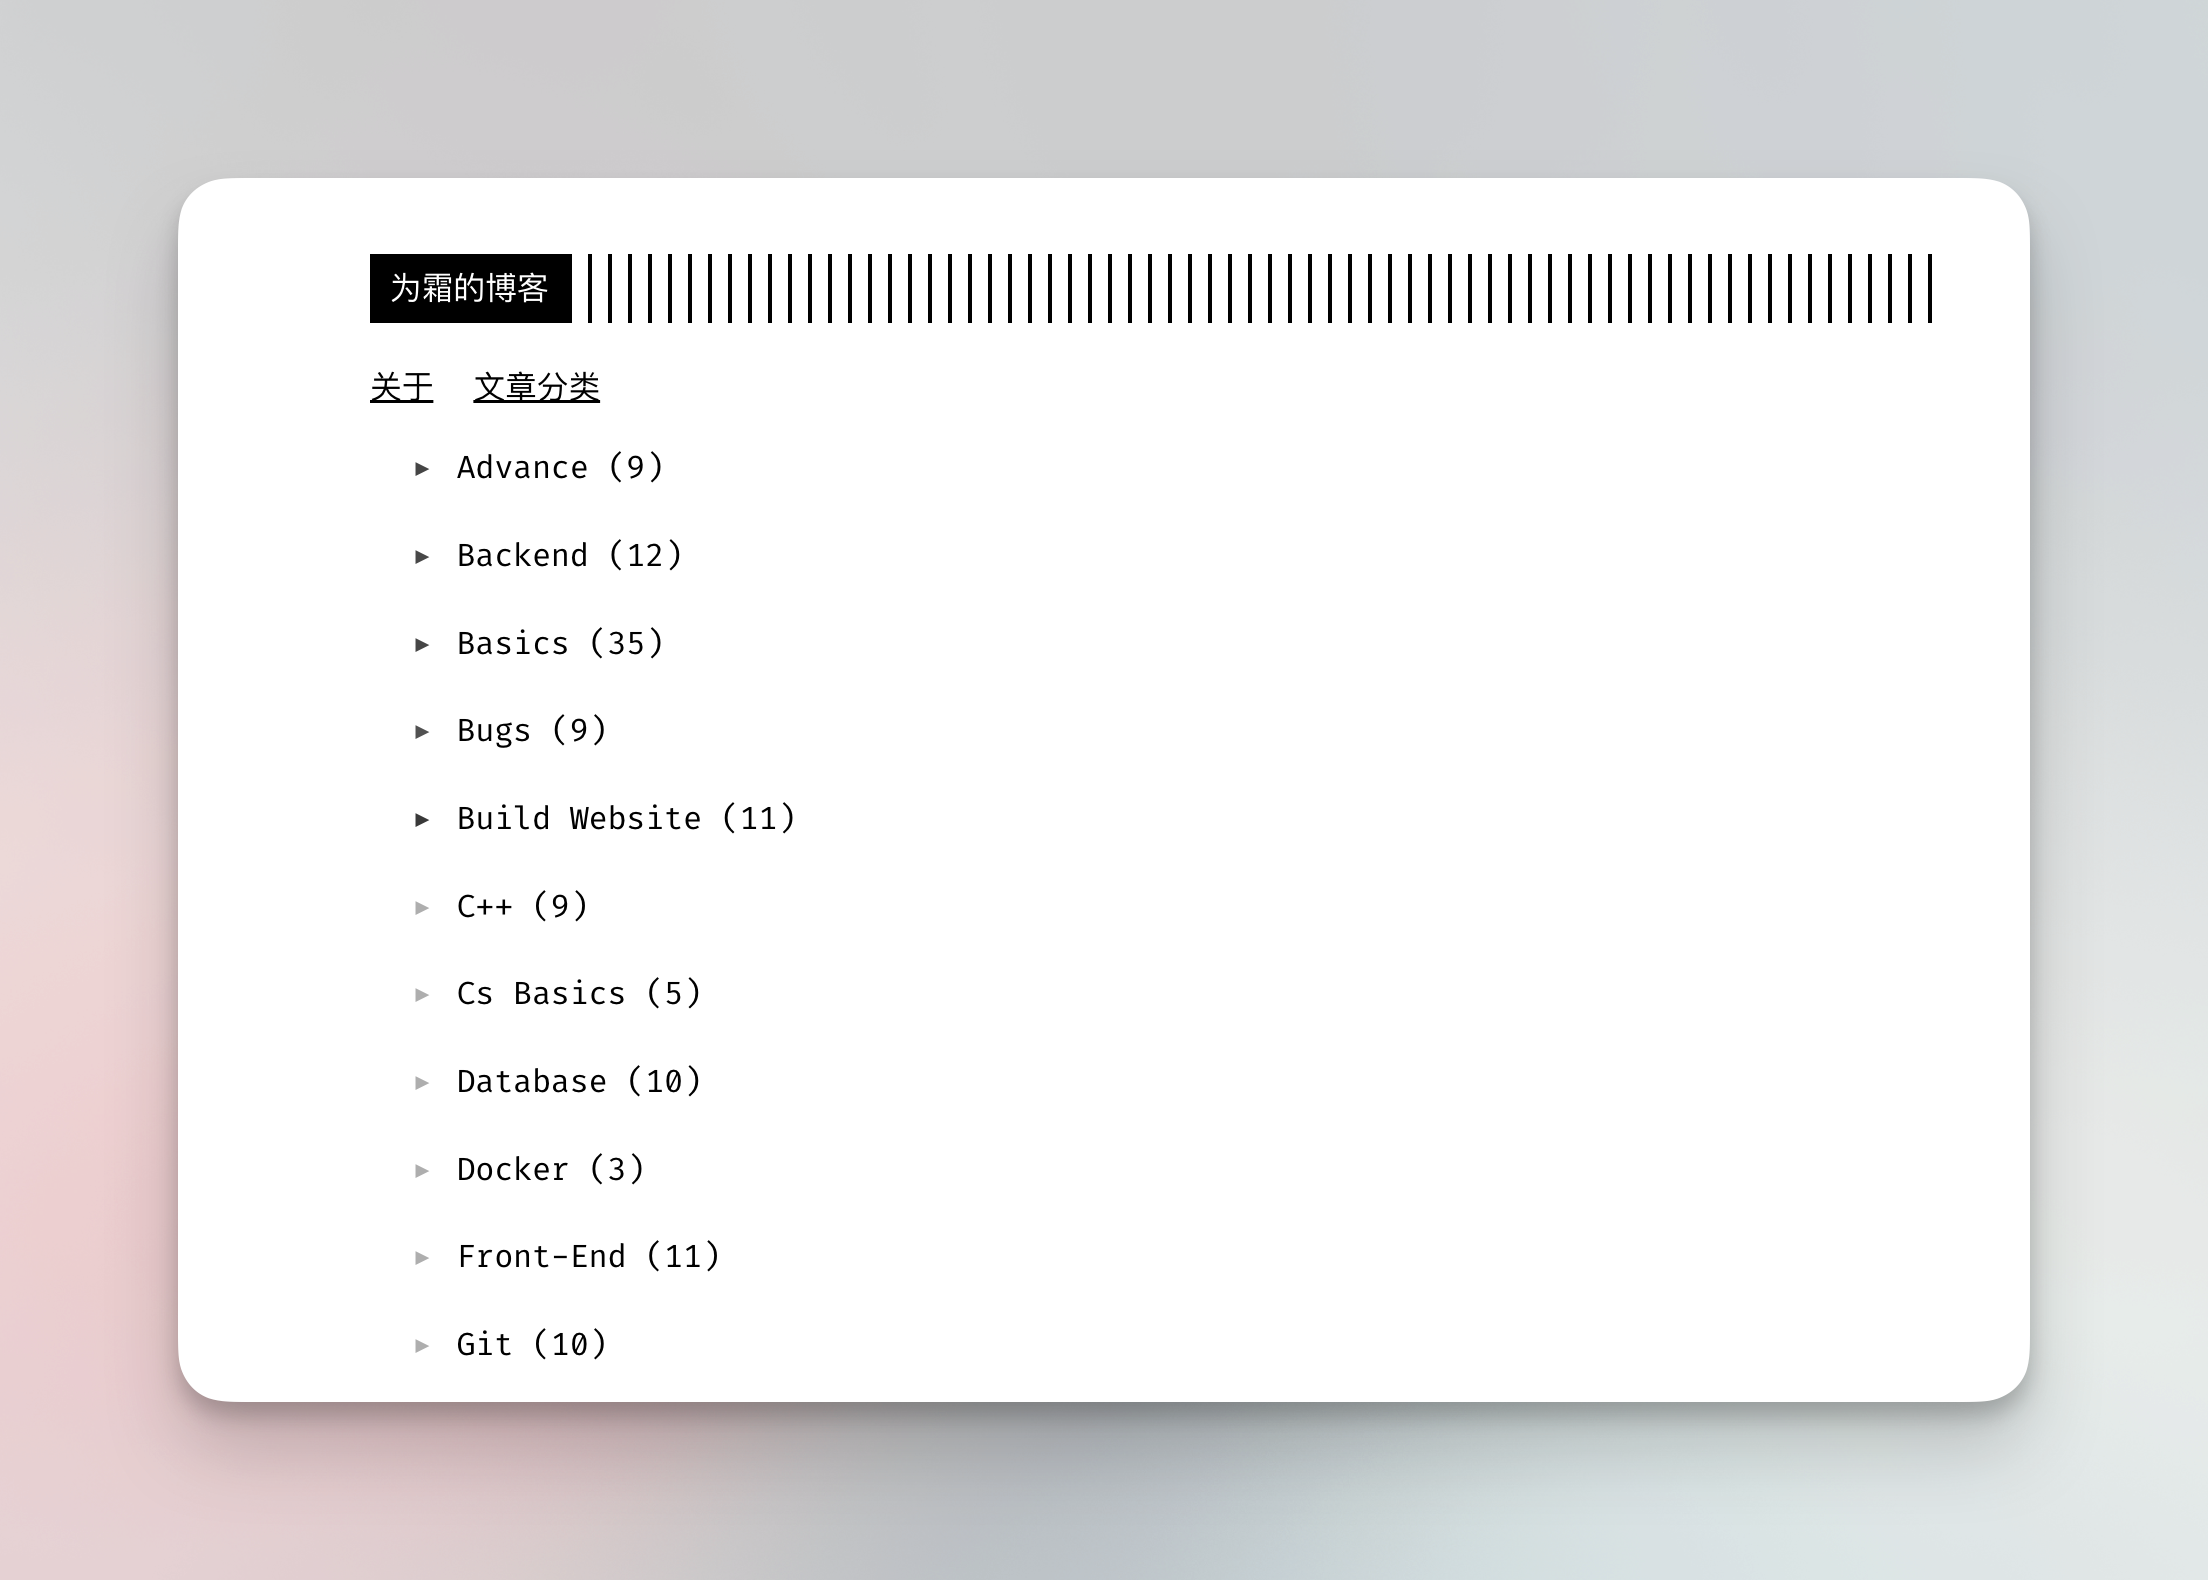 为霜的博客
关于 文章分类
▶ Advance (9)
▶ Backend (12)
▶ Basics (35)
▶ Bugs (9)
▶ Build Website (11)
▶ C++ (9)
▶ Cs Basics (5)
▶ Database (10)
▶ Docker (3)
▶ Front-End (11)
▶ Git (10)